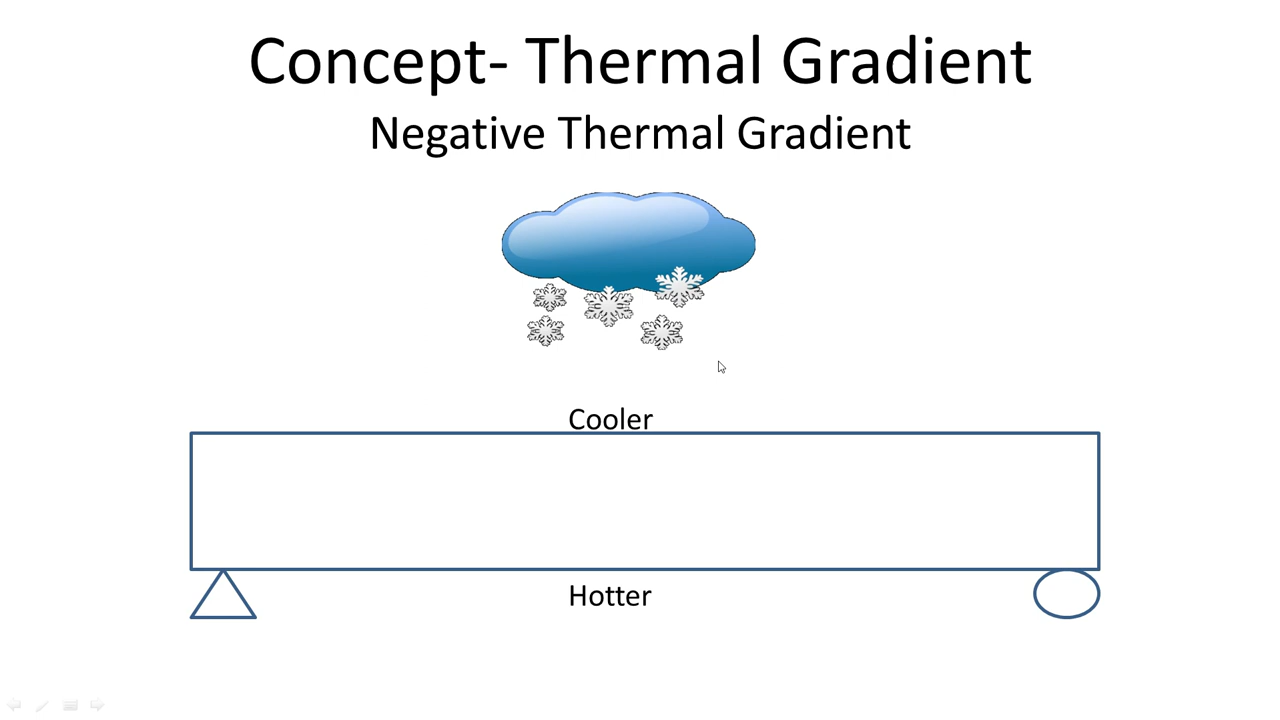 Concept- Thermal Gradient
Negative Thermal Gradient
Cooler
Hotter